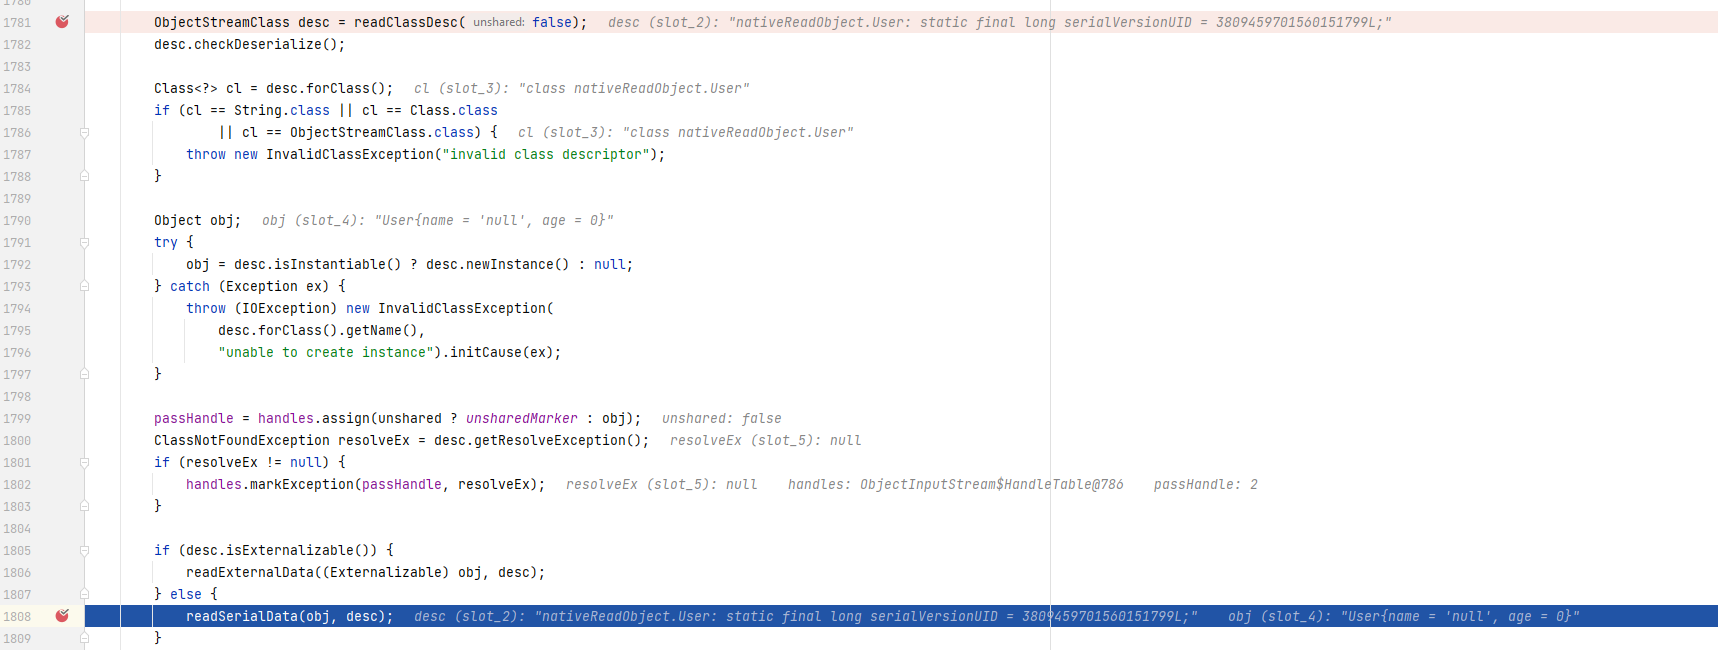 1780
1781 ObjectStreamClass desc = readClassDesc( unshared: false); desc (slot_2): "nativeReadObject.User: static final long serialVersionUID = 3809459701560151799L;"
1782 desc.checkDeserialize();
1783
1784 Class<?> cl = desc.forClass(); cl (slot_3): "class nativeReadObject.User"
1785 if (cl == String.class || cl == Class.class
1786 || cl == ObjectStreamClass.class) { cl (slot_3): "class nativeReadObject.User"
1787 throw new InvalidClassException("invalid class descriptor");
1788 }
1789
1790 Object obj; obj (slot_4): "User{name = 'null', age = 0}"
1791 try {
1792 obj = desc.isInstantiable() ? desc.newInstance() : null;
1793 } catch (Exception ex) {
1794 throw (IOException) new InvalidClassException(
1795 desc.forClass().getName(),
1796 "unable to create instance").initCause(ex);
1797 }
1798
1799 passHandle = handles.assign(unshared ? unsharedMarker : obj); unshared: false
1800 ClassNotFoundException resolveEx = desc.getResolveException(); resolveEx (slot_5): null
1801 if (resolveEx != null) {
1802 handles.markException(passHandle, resolveEx); resolveEx (slot_5): null handles: ObjectInputStream$HandleTable@786 passHandle: 2
1803 }
1804
1805 if (desc.isExternalizable()) {
1806 readExternalData((Externalizable) obj, desc);
1807 } else {
1808 readSerialData(obj, desc); desc (slot_2): "nativeReadObject.User: static final long serialVersionUID = 3809459701560151799L;" obj (slot_4): "User{name = 'null', age = 0}"
1809 }